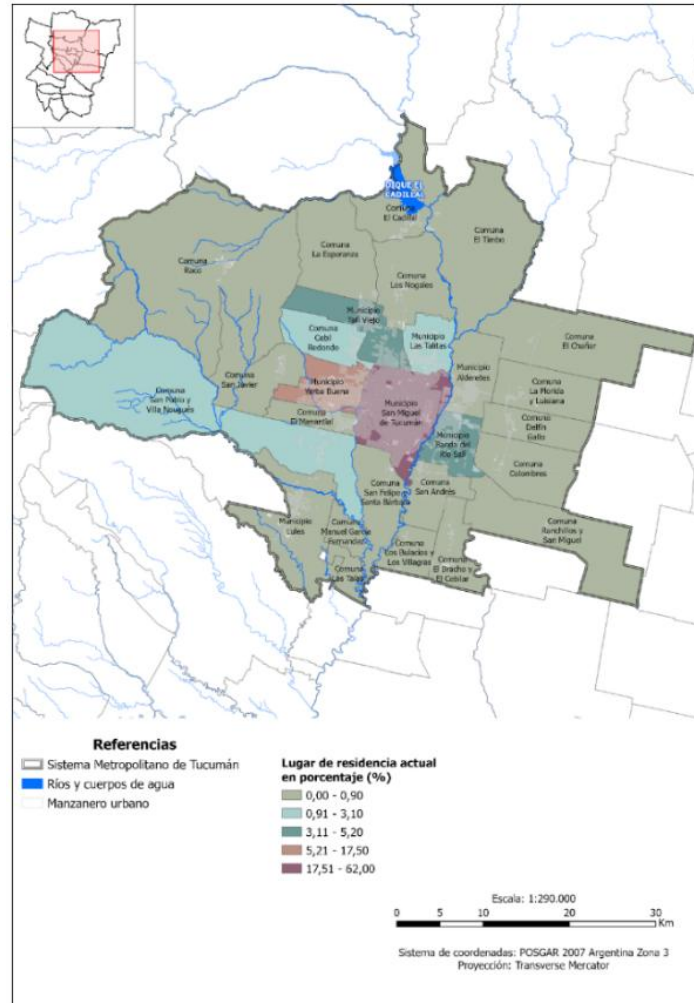 DIQUE EL
CADILLAL
Comuna
El Cadillal
Comuna
El Timbo
Comuna
La Esperanza
Comuna
Raco
Comuna
Los Nogales
Municipio
Tafí Viejo
Comuna
Cebil
Redondo
Municipio
Las Talitas
Comuna
El Chañar
Municipio
Alderetes
Comuna
San Javier
Municipio
Yerba Buena
Comuna
La Florida
y Luisiana
Comuna
San Pablo y
Villa Nougués
Municipio
San Miguel
de Tucumán
Comuna
El Manantial
Comuna
Delfín
Gallo
Municipio
Banda del
Río Salí
Comuna
Colombres
Comuna
San Felipe y
Santa Bárbara
Comuna
San Andrés
Municipio
Lules
Comuna
Manuel García
Fernández
Comuna
Ranchillos y
San Miguel
Comuna
Los Bulacios y
Los Villagras
Comuna
El Bracho y
El Cevilar
Comuna
Las Talas
Referencias
Sistema Metropolitano de Tucumán
Ríos y cuerpos de agua
Manzanero urbano
Lugar de residencia actual
en porcentaje (%)
0,00 - 0,90
0,91 - 3,10
3,11 - 5,20
5,21 - 17,50
17,51 - 62,00
Escala: 1:290.000
0 5 10 20 30
Km
Sistema de coordenadas: POSGAR 2007 Argentina Zona 3
Proyección: Transverse Mercator